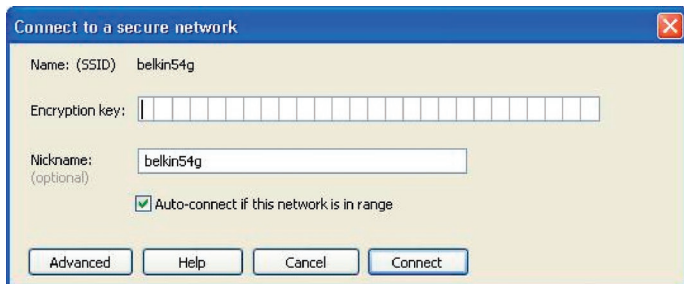 Connect to a secure network
Name: (SSID) belkin54g
Encryption key:
Nickname: belkin54g
(optional)
Auto-connect if this network is in range
Advanced Help Cancel Connect